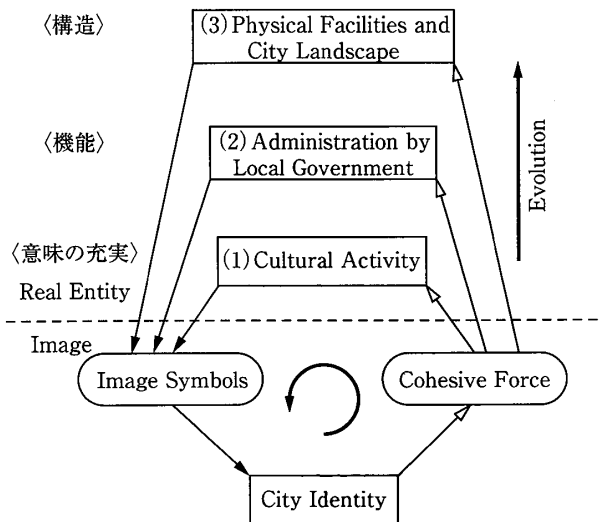 〈構造〉
(3) Physical Facilities and
City Landscape
〈機能〉
(2) Administration by
Local Government
Evolution
〈意味の充実〉
(1) Cultural Activity
Real Entity
Image
Image Symbols
Cohesive Force
City Identity